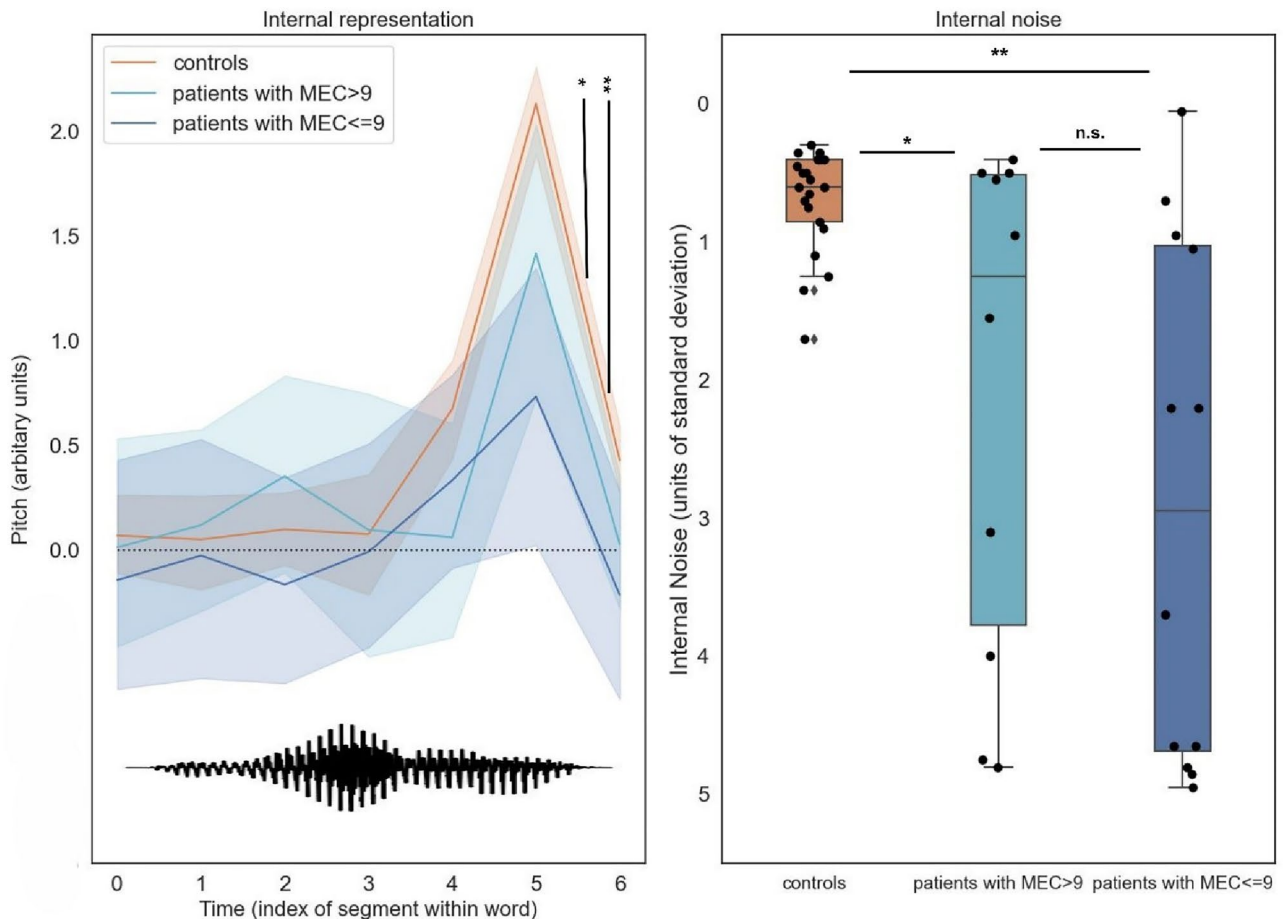 Internal representation
controls
patients with MEC>9
patients with MEC<=9
*
**
2.0
1.5
1.0
0.5
0.0
Pitch (arbitary units)
0 1 2 3 4 5 6
Time (index of segment within word)
Internal noise
**
*
n.s.
0
1
2
3
4
5
Internal Noise (units of standard deviation)
controls patients with MEC>9 patients with MEC<=9